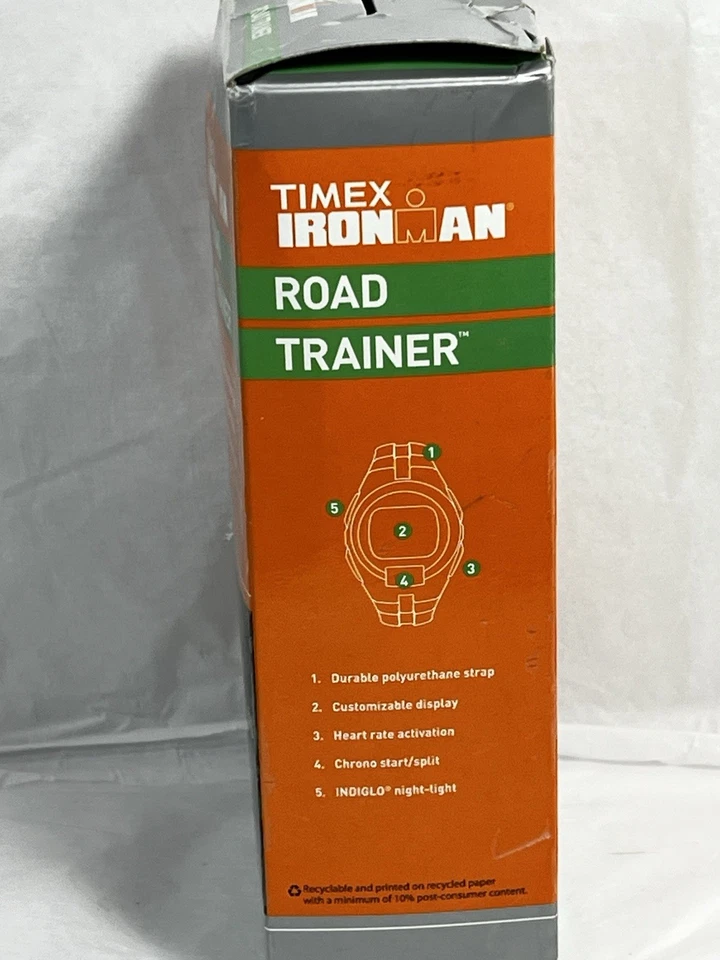 TIMEX
IRONMAN®
ROAD
TRAINER™
1
5
2
3
4
1. Durable polyurethane strap
2. Customizable display
3. Heart rate activation
4. Chrono start/split
5. INDIGLO® night-light
Recyclable and printed on recycled paper
with a minimum of 10% post-consumer content.